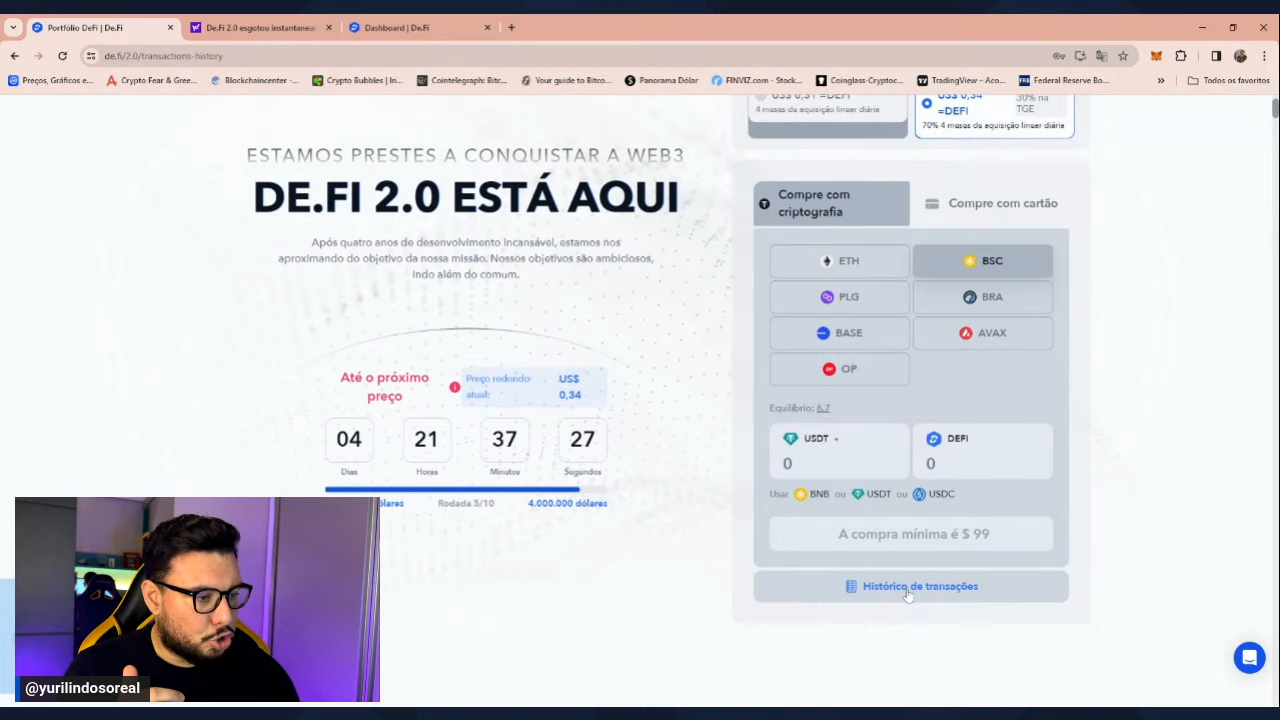 Portfólio DeFi | De.Fi
De.Fi 2.0 esgotou instantanea
Dashboard | De.Fi
de.fi/2.0/transactions-history
Preços, Gráficos e...
Crypto Fear & Gree...
Blockchaincenter -...
Crypto Bubbles | In...
Cointelegraph: Bitc...
Your guide to Bitco...
Panorama Dólar
FINVIZ.com - Stock...
Coinglass-Cryptoc...
TradingView – Aco...
Federal Reserve Bo...
»
Todos os favoritos
=DEFI
4 meses de aquisição linear diária
US$ 0,34
=DEFI
30% na
TGE
70% 4 meses de aquisição linear diária
ESTAMOS PRESTES A CONQUISTAR A WEB3
DE.FI 2.0 ESTÁ AQUI
Após quatro anos de desenvolvimento incansável, estamos nos
aproximando do objetivo da nossa missão. Nossos objetivos são ambiciosos,
indo além do comum.
Até o próximo
preço
Preço redondo
atual:
US$
0,34
04
21
37
27
Dias
Horas
Minutos
Segundos
Rodada 5/10
4.000.000 dólares
Compre com
criptografia
Compre com cartão
ETH
BSC
PLG
BRA
BASE
AVAX
OP
Equilíbrio: 6.7
USDT
DEFI
0
0
Usar BNB ou USDT ou USDC
A compra mínima é $ 99
Histórico de transações
@yurilindosoreal